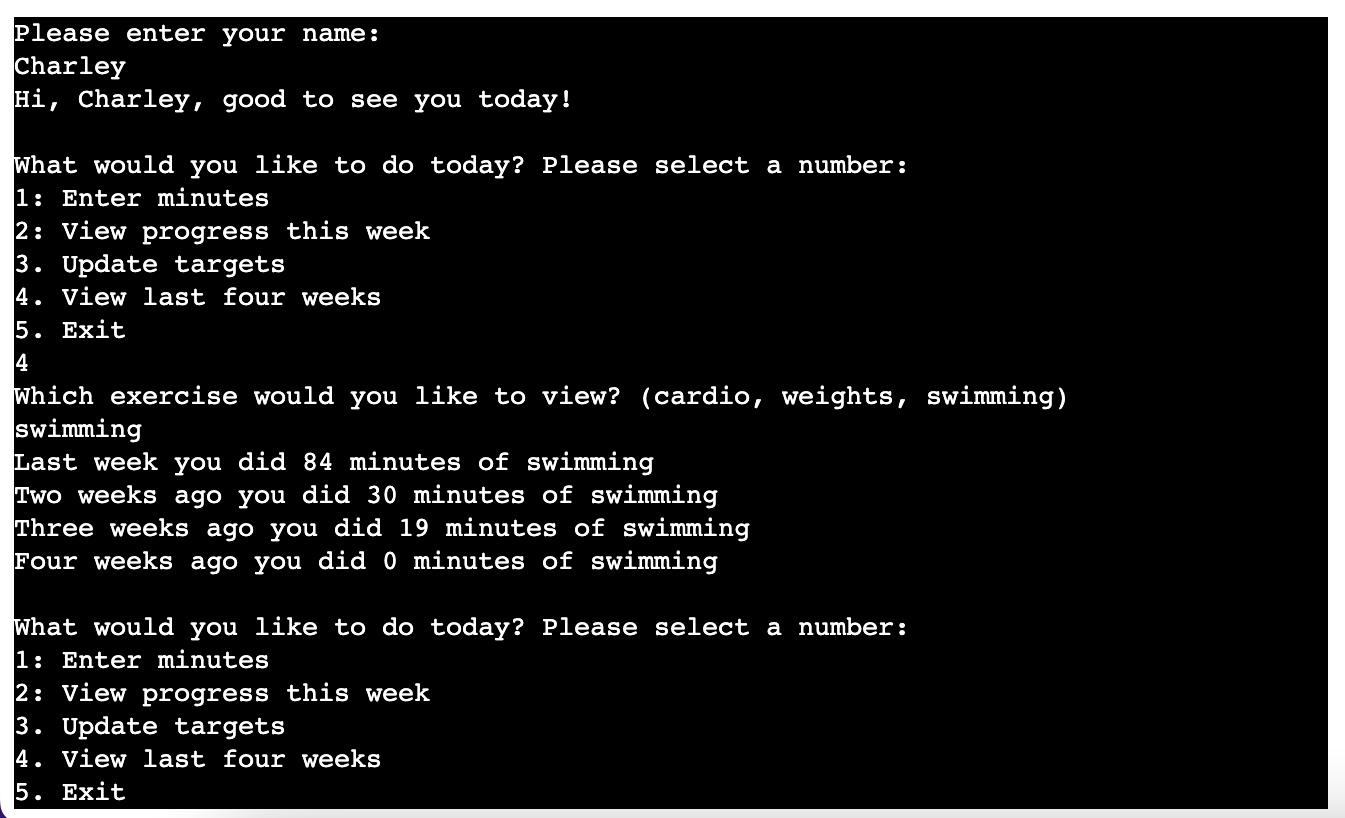 Please enter your name:
Charley
Hi, Charley, good to see you today!
What would you like to do today? Please select a number:
1: Enter minutes
2: View progress this week
3. Update targets
4. View last four weeks
5. Exit
4
Which exercise would you like to view? (cardio, weights, swimming)
swimming
Last week you did 84 minutes of swimming
Two weeks ago you did 30 minutes of swimming
Three weeks ago you did 19 minutes of swimming
Four weeks ago you did 0 minutes of swimming
What would you like to do today? Please select a number:
1: Enter minutes
2: View progress this week
3. Update targets
4. View last four weeks
5. Exit